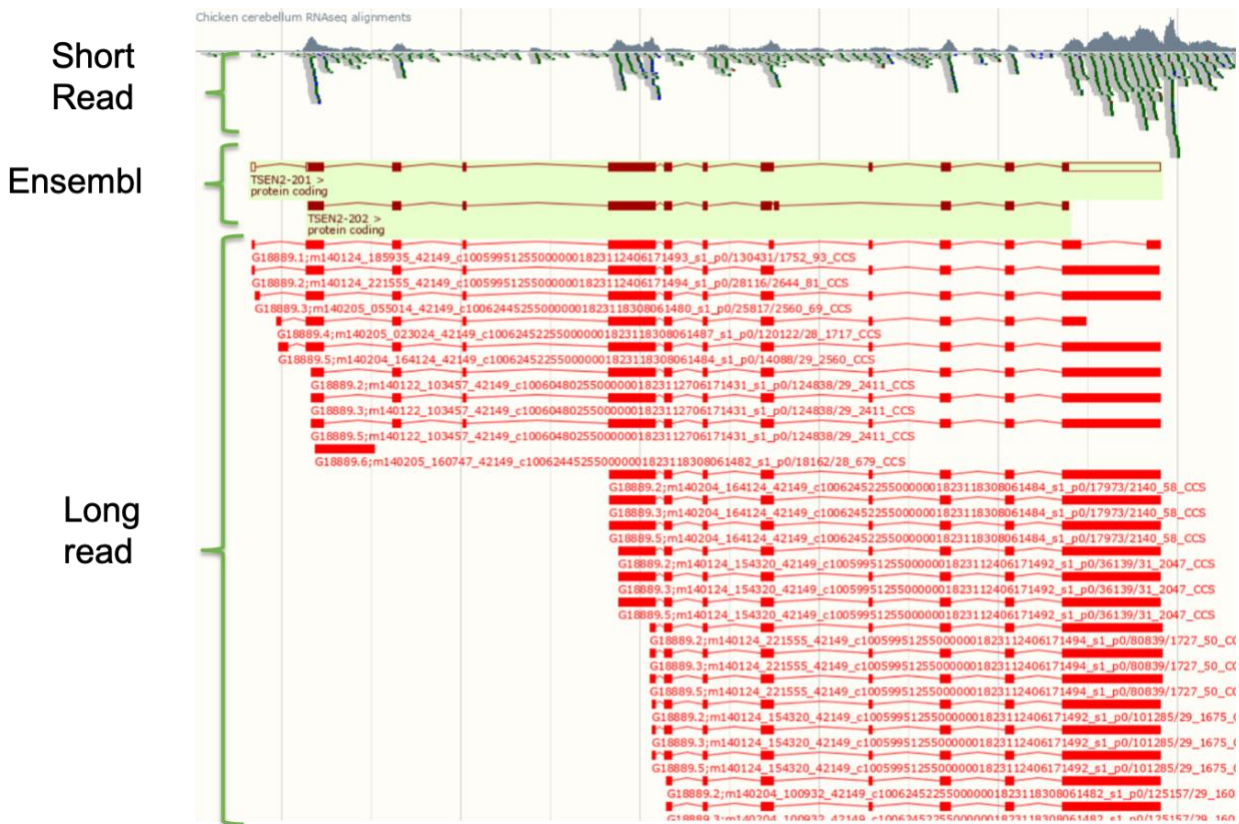 Chicken cerebellum RNAseq alignments
Short
Read
Ensembl
TSEN2-201 >
protein coding
TSEN2-202 >
protein coding
Long
read
G18889.1;m140124_185935_42149_c100599512550000001823112406171493_s1_p0/130431/1752_93_CCS
G18889.2;m140124_221555_42149_c100599512550000001823112406171494_s1_p0/28116/2644_81_CCS
G18889.3;m140205_055014_42149_c100624452550000001823118308061480_s1_p0/25817/2560_69_CCS
G18889.4;m140205_023024_42149_c100624522550000001823118308061487_s1_p0/120122/28_1717_CCS
G18889.5;m140204_164124_42149_c100624522550000001823118308061484_s1_p0/14088/29_2560_CCS
G18889.2;m140122_103457_42149_c100604802550000001823112706171431_s1_p0/124838/29_2411_CCS
G18889.3;m140122_103457_42149_c100604802550000001823112706171431_s1_p0/124838/29_2411_CCS
G18889.5;m140122_103457_42149_c100604802550000001823112706171431_s1_p0/124838/29_2411_CCS
G18889.6;m140205_160747_42149_c100624452550000001823118308061482_s1_p0/18162/28_679_CCS
G18889.2;m140204_164124_42149_c100624522550000001823118308061484_s1_p0/17973/2140_58_CCS
G18889.3;m140204_164124_42149_c100624522550000001823118308061484_s1_p0/17973/2140_58_CCS
G18889.5;m140204_164124_42149_c100624522550000001823118308061484_s1_p0/17973/2140_58_CCS
G18889.2;m140124_154320_42149_c100599512550000001823112406171492_s1_p0/36139/31_2047_CCS
G18889.3;m140124_154320_42149_c100599512550000001823112406171492_s1_p0/36139/31_2047_CCS
G18889.5;m140124_154320_42149_c100599512550000001823112406171492_s1_p0/36139/31_2047_CCS
G18889.2;m140124_221555_42149_c100599512550000001823112406171494_s1_p0/80839/1727_50_CC
G18889.3;m140124_221555_42149_c100599512550000001823112406171494_s1_p0/80839/1727_50_CC
G18889.5;m140124_221555_42149_c100599512550000001823112406171494_s1_p0/80839/1727_50_CC
G18889.2;m140124_154320_42149_c100599512550000001823112406171492_s1_p0/101285/29_1675_C
G18889.3;m140124_154320_42149_c100599512550000001823112406171492_s1_p0/101285/29_1675_C
G18889.5;m140124_154320_42149_c100599512550000001823112406171492_s1_p0/101285/29_1675_C
G18889.2;m140204_100932_42149_c100624522550000001823118308061482_s1_p0/125157/29_160
G18889.3;m140204_100932_42149_c100624522550000001823118308061482_s1_p0/125157/29_160